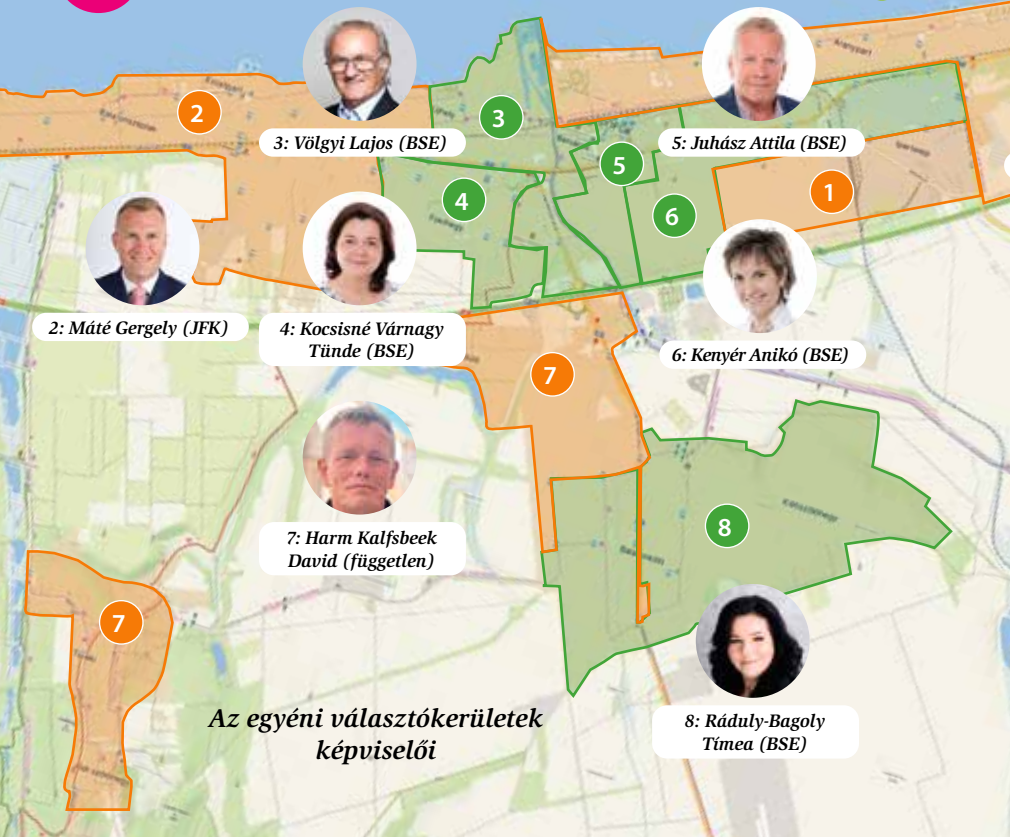 2
3: Völgyi Lajos (BSE)
3
5: Juhász Attila (BSE)
5
4
1
6
2: Máté Gergely (JFK)
4: Kocsisné Várnagy
Tünde (BSE)
6: Kenyér Anikó (BSE)
7
7: Harm Kalfsbeek
David (független)
8
7
Az egyéni választókerületek
képviselői
8: Ráduly-Bagoly
Tímea (BSE)